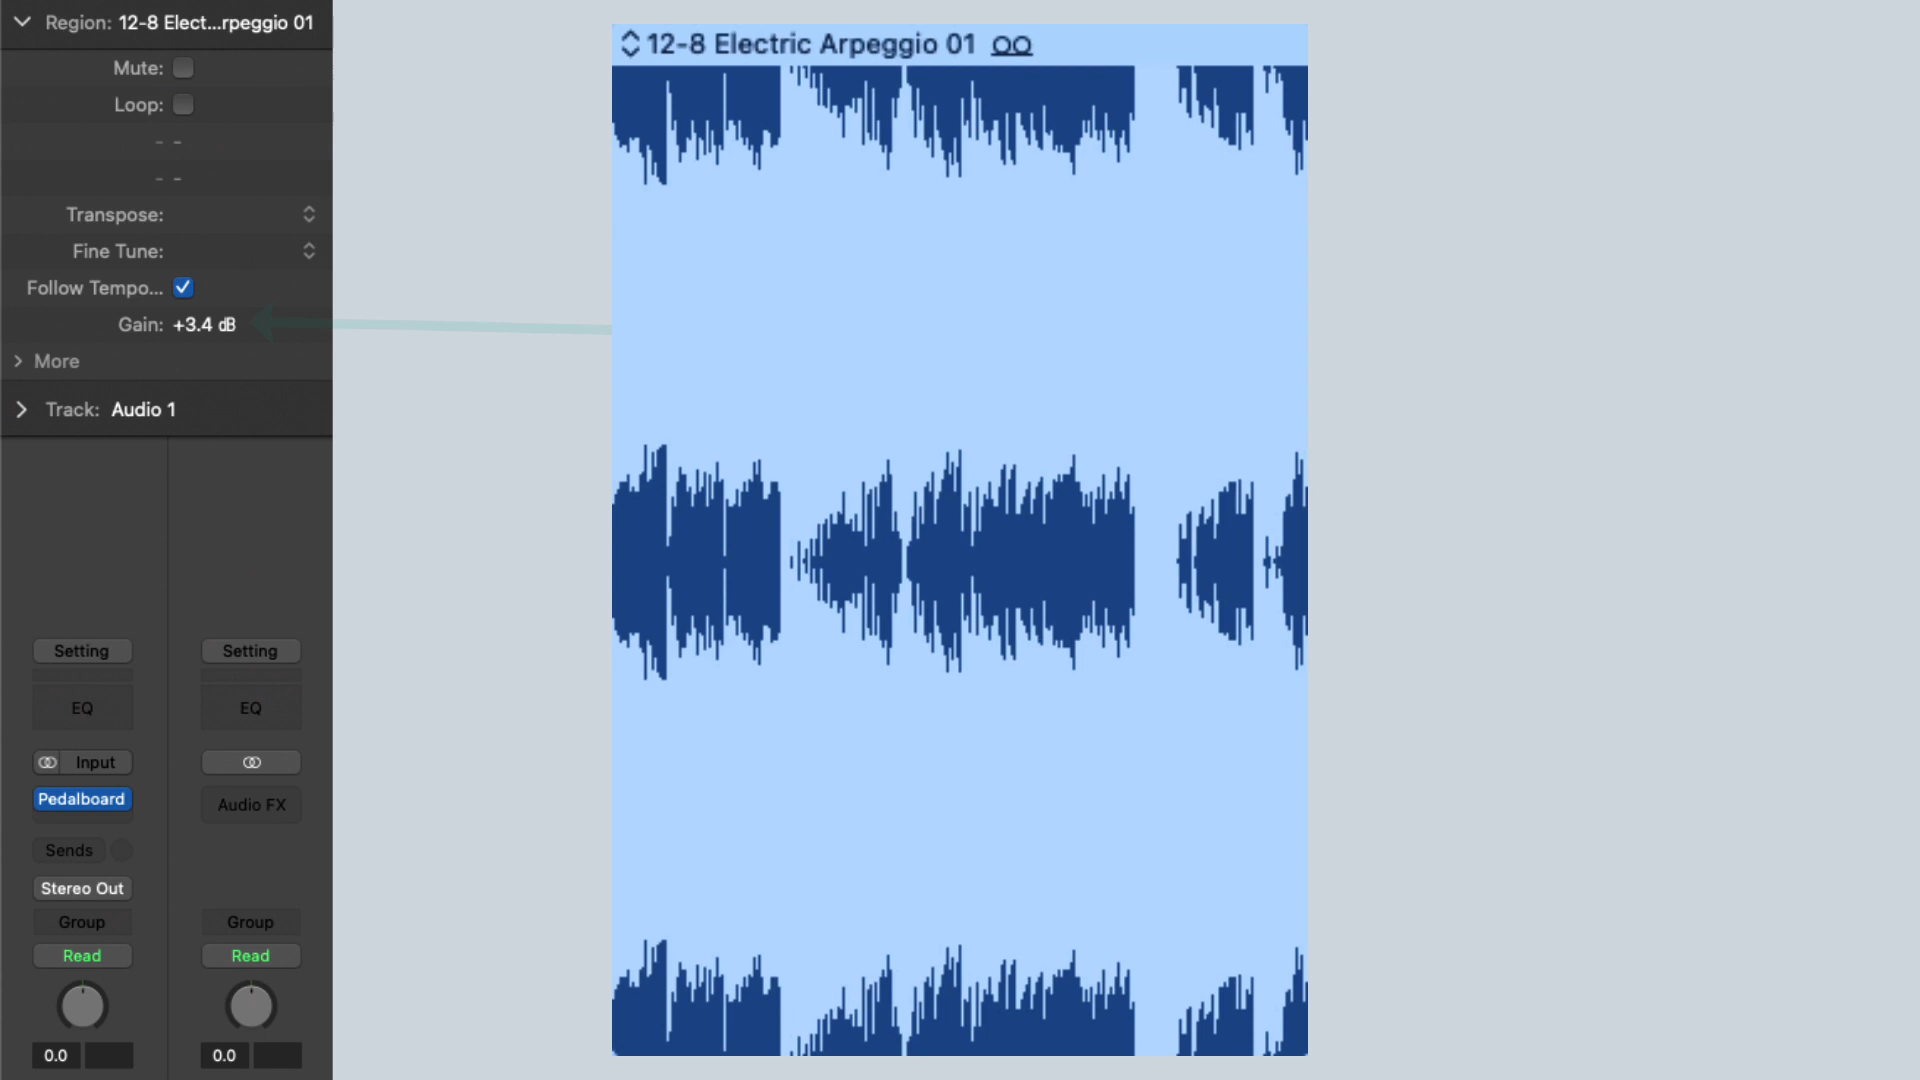 Region: 12-8 Elect...rpeggio 01
Mute:
Loop:
- -
- -
Transpose:
Fine Tune:
Follow Tempo...
Gain: +3.4 dB
More
Track: Audio 1
Setting
EQ
Input
Pedalboard
Sends
Stereo Out
Group
Read
0.0
Setting
EQ
Audio FX
Group
Read
0.0
12-8 Electric Arpeggio 01